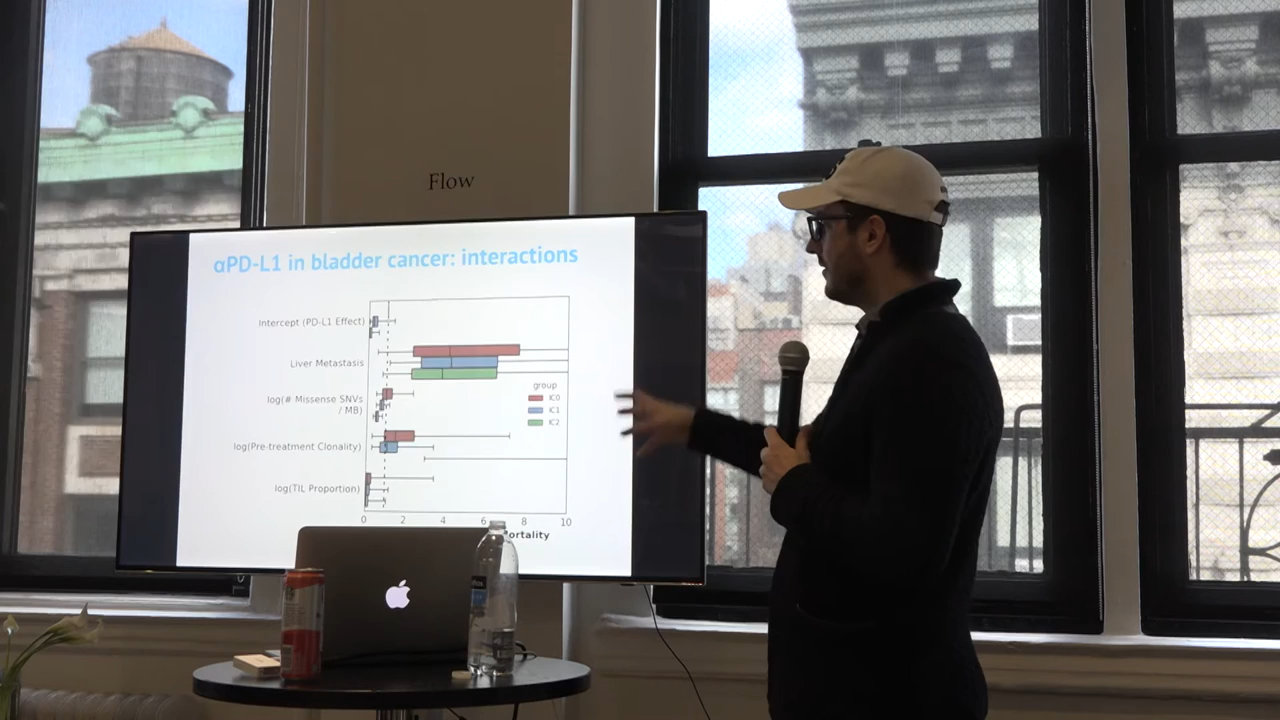 Flow
αPD-L1 in bladder cancer: interactions
Intercept (PD-L1 Effect)
Liver Metastasis
log(# Missense SNVs
/ MB)
log(Pre-treatment Clonality)
log(TIL Proportion)
group
IC0
IC1
IC2
0 2 4 6 8 10
ortality